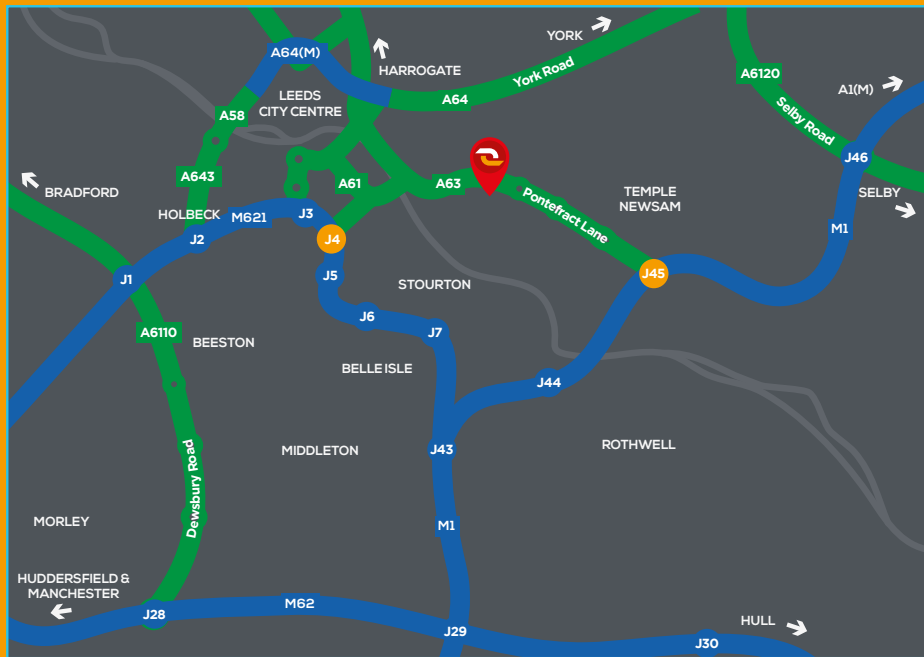 YORK
A64(M)
HARROGATE
York Road
A6120
A1(M)
LEEDS
CITY CENTRE
A64
A58
Selby Road
J46
A643
A61
A63
BRADFORD
TEMPLE
NEWSAM
SELBY
HOLBECK
M621
J3
Pontefract Lane
M1
J2
J4
J1
J5
J45
STOURTON
J6
A6110
J7
BEESTON
BELLE ISLE
J44
MIDDLETON
J43
ROTHWELL
Dewsbury Road
MORLEY
M1
HUDDERSFIELD &
MANCHESTER
M62
J28
HULL
J29
J30